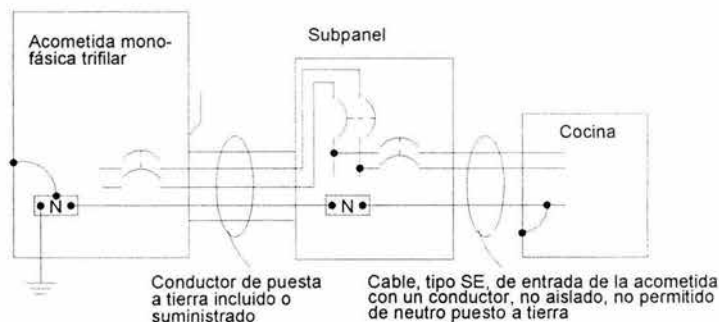 Acometida mono-
fásica trifilar
Subpanel
Cocina
N
N
Conductor de puesta
a tierra incluido o
suministrado
Cable, tipo SE, de entrada de la acometida
con un conductor, no aislado, no permitido
de neutro puesto a tierra